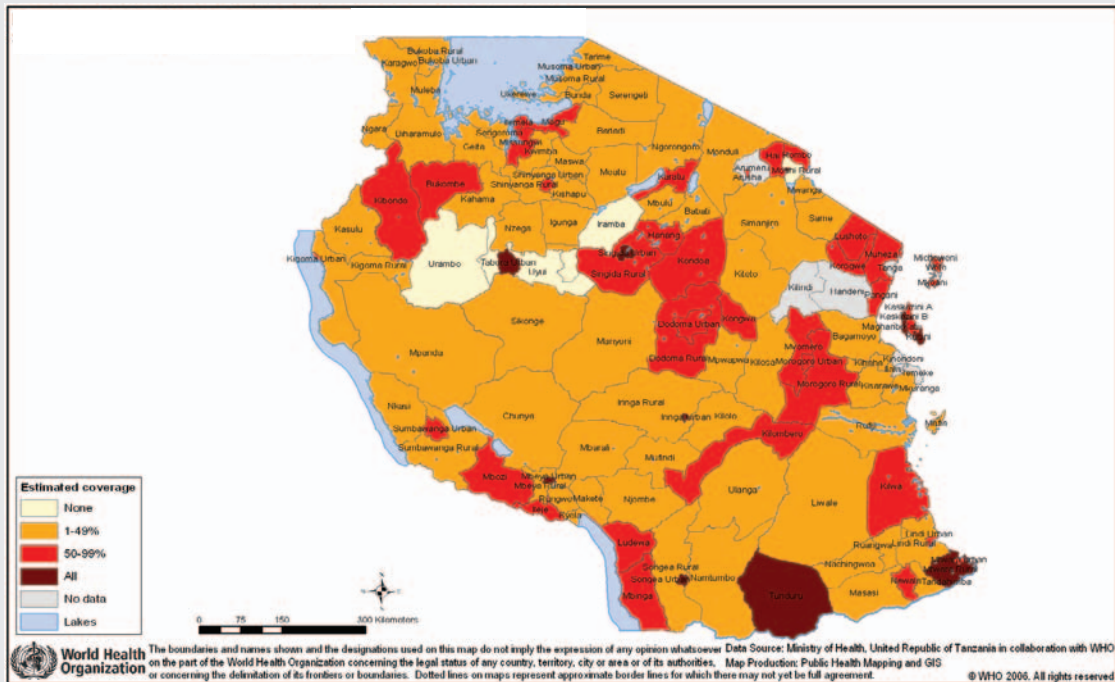 Bukoba Rural
Bukoba Urban
Karagwo
Muleba
Tarime
Musoma Urban
Musoma Rural
Ukerewe
Bunda
Serengeti
Ngara
Biharamulo
Geita
Magu
Kwimba
Bariadi
Ngorongoro
Monduli
Hai
Rombo
Arumeru
Arusha
Moshi Rural
Mwanga
Maswa
Meatu
Karatu
Shinyanga Urban
Shinyanga Rural
Kishapu
Bukombe
Kahama
Kibondo
Mbulu
Babati
Simanjiro
Same
Kasulu
Nzega
Igunga
Iramba
Hanang
Lushoto
Muheza
Korogwe
Tanga
Kigoma Urban
Kigoma Rural
Urambo
Tabora Urban
Uyui
Singida Rural
Kondoa
Kiteto
Kilindi
Handeni
Pangani
Kaskazini A
Kaskazini B
Sikonge
Manyoni
Dodoma Urban
Kongwa
Dodoma Rural
Mpwapwa
Kilosa
Mvomero
Morogoro Urban
Morogoro Rural
Bagamoyo
Kibaha
Kisarawe
Kinondoni
Temeke
Mkuranga
Mpanda
Nkasi
Chunya
Iringa Rural
Iringa Urban
Kilolo
Rufiji
Mafia
Sumbawanga Urban
Sumbawanga Rural
Mbarali
Mufindi
Kilombero
Mbozi
Mbeya Urban
Mbeya Rural
Rungwe
Makete
Njombe
Ulanga
Liwale
Kilwa
Ileje
Kyela
Ludewa
Ruangwa
Lindi Urban
Lindi Rural
Nachingwea
Songea Rural
Songea Urban
Namtumbo
Mbinga
Tunduru
Masasi
Newala
Tandahimba
Estimated coverage
None
1-49%
50-99%
All
No data
Lakes
0 75 150 300 Kilometers
World Health
Organization
The boundaries and names shown and the designations used on this map do not imply the expression of any opinion whatsoever
on the part of the World Health Organization concerning the legal status of any country, territory, city or area or of its authorities,
or concerning the delimitation of its frontiers or boundaries. Dotted lines on maps represent approximate border lines for which there may not yet be full agreement.
Data Source: Ministry of Health, United Republic of Tanzania in collaboration with WHO
Map Production: Public Health Mapping and GIS
© WHO 2006. All rights reserved